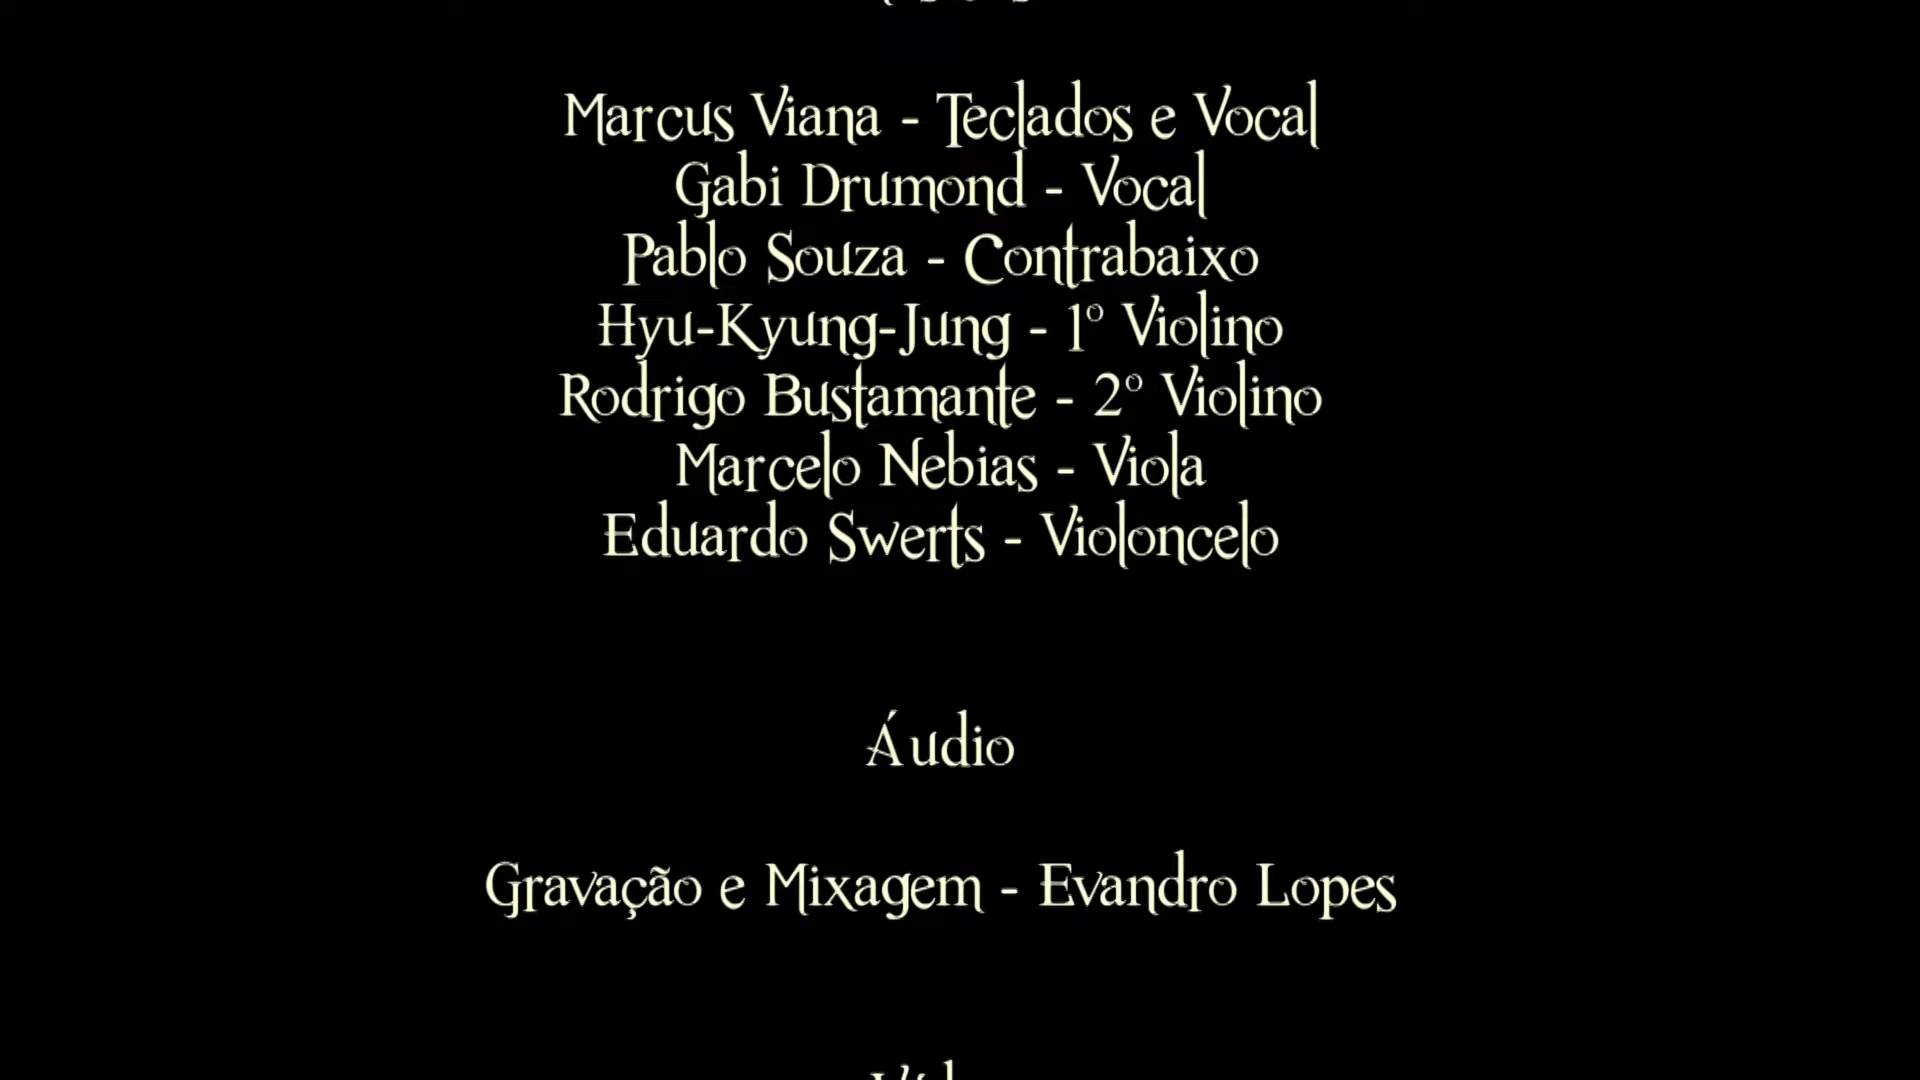 Marcus Viana - Teclados e Vocal
Gabi Drumond - Vocal
Pablo Souza - Contrabaixo
Hyu-Kyung-Jung - 1º Violino
Rodrigo Bustamante - 2º Violino
Marcelo Nebias - Viola
Eduardo Swerts - Violoncelo
Áudio
Gravação e Mixagem - Evandro Lopes